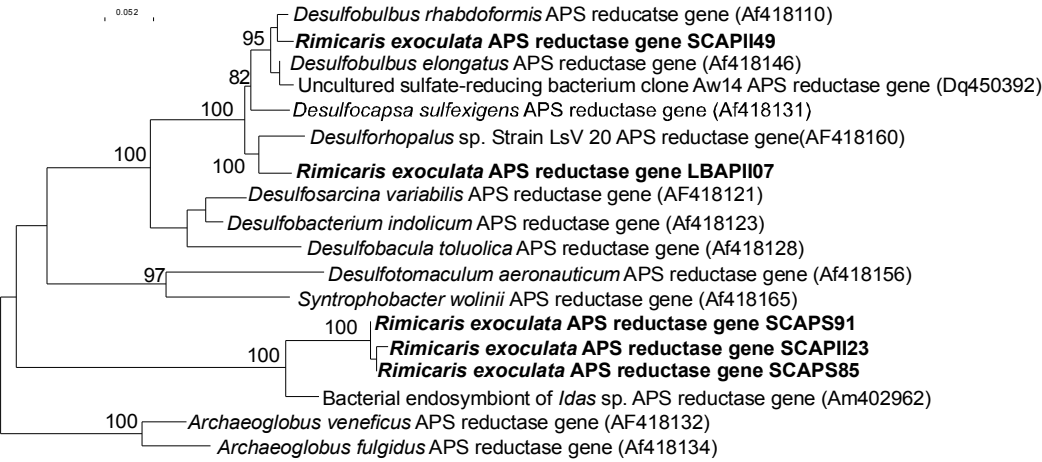 0.052
Desulfobulbus rhabdoformis APS reducatse gene (Af418110)
95
Rimicaris exoculata APS reductase gene SCAPII49
Desulfobulbus elongatus APS reductase gene (Af418146)
82
Uncultured sulfate-reducing bacterium clone Aw14 APS reductase gene (Dq450392)
100
Desulfocapsa sulfexigens APS reductase gene (Af418131)
Desulforhopalus sp. Strain LsV 20 APS reductase gene(AF418160)
100
100
Rimicaris exoculata APS reductase gene LBAPII07
Desulfosarcina variabilis APS reductase gene (AF418121)
Desulfobacterium indolicum APS reductase gene (Af418123)
Desulfobacula toluolica APS reductase gene (Af418128)
97
Desulfotomaculum aeronauticum APS reductase gene (Af418156)
Syntrophobacter wolinii APS reductase gene (Af418165)
100
Rimicaris exoculata APS reductase gene SCAPS91
100
Rimicaris exoculata APS reductase gene SCAPII23
Rimicaris exoculata APS reductase gene SCAPS85
Bacterial endosymbiont of Idas sp. APS reductase gene (Am402962)
100
Archaeoglobus veneficus APS reductase gene (AF418132)
Archaeoglobus fulgidus APS reductase gene (Af418134)